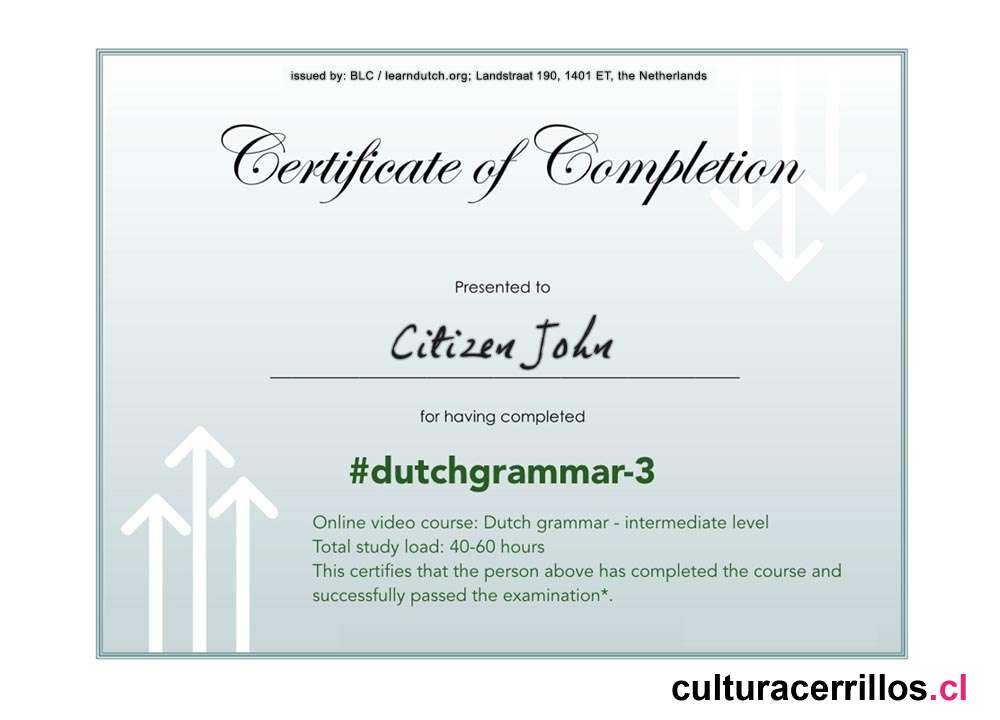 issued by: BLC / learndutch.org; Landstraat 190, 1401 ET, the Netherlands
Certificate of Completion
Presented to
Citizen John
for having completed
#dutchgrammar-3
Online video course: Dutch grammar - intermediate level
Total study load: 40-60 hours
This certifies that the person above has completed the course and
successfully passed the examination*.
culturacerrillos.cl